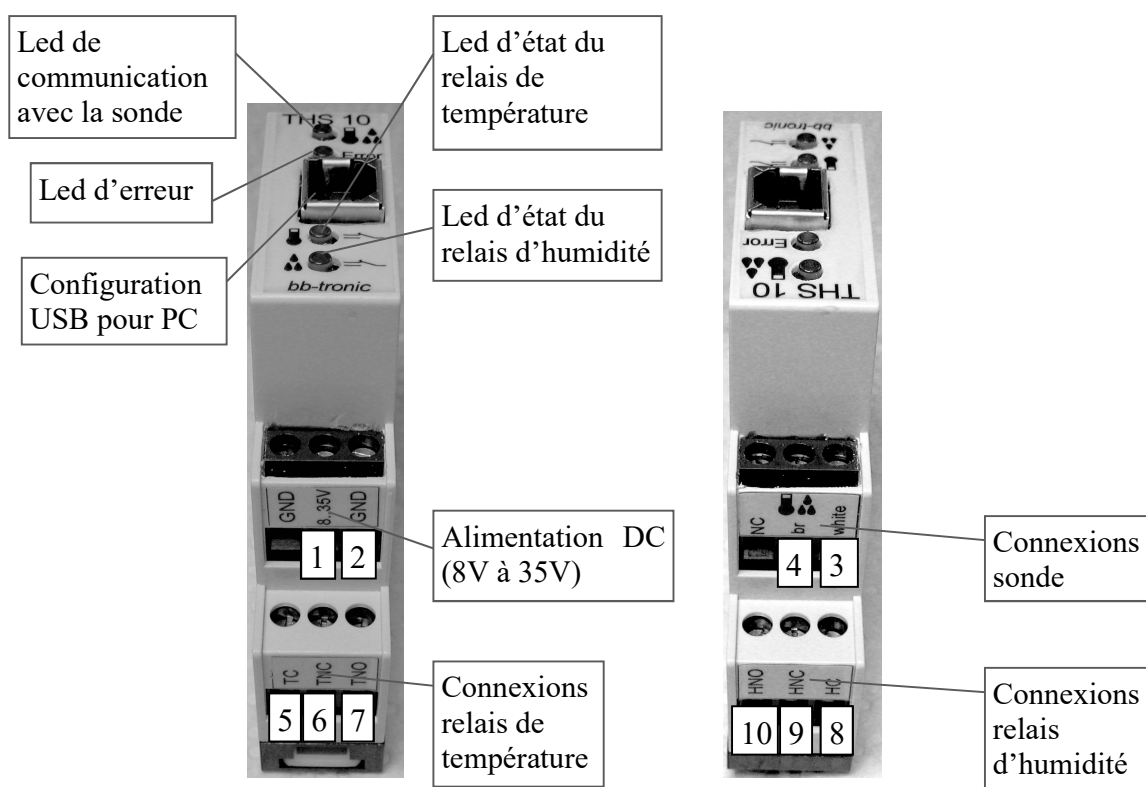 Led de
communication
avec la sonde
Led d'erreur
Configuration
USB pour PC
Led d'état du
relais de
température
Led d'état du
relais d'humidité
Alimentation DC
(8V à 35V)
Connexions
relais de
température
THS 10
Error
bb-tronic
GND
8..35V
GND
1
2
TC
TNC
TNO
5
6
7
bb-tronic
Error
THS 10
NC
br
white
4
3
HNO
HNC
HC
10
9
8
Connexions
sonde
Connexions
relais
d'humidité